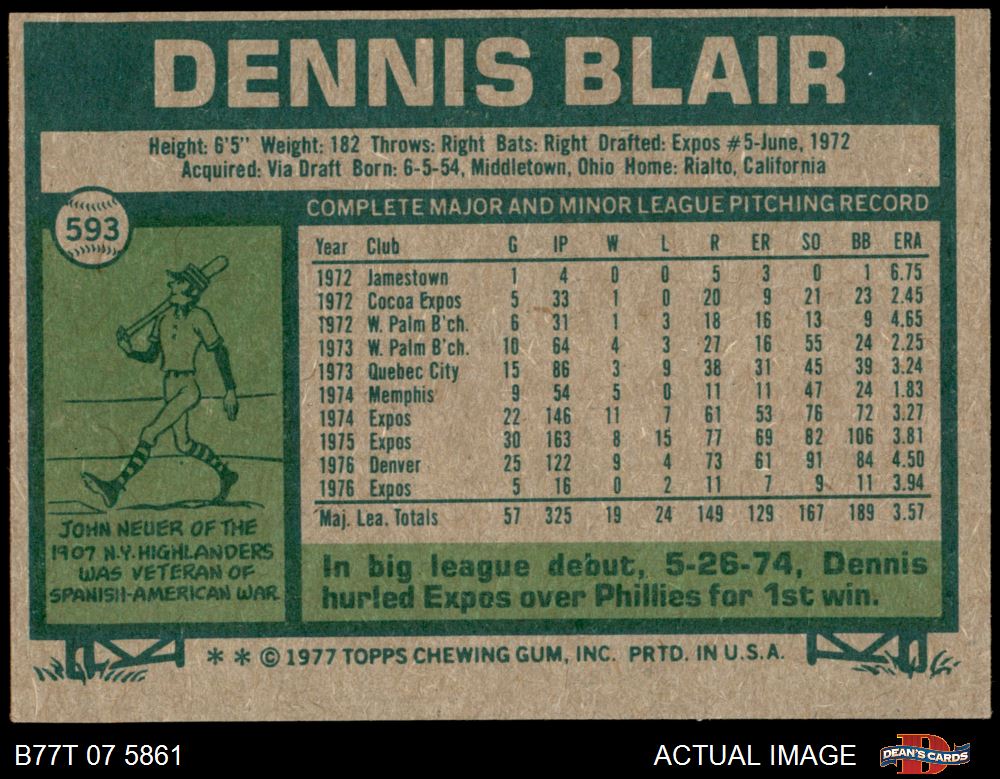 DENNIS BLAIR
Height: 6'5" Weight: 182 Throws: Right Bats: Right Drafted: Expos #5-June, 1972
Acquired: Via Draft Born: 6-5-54, Middletown, Ohio Home: Rialto, California
593
COMPLETE MAJOR AND MINOR LEAGUE PITCHING RECORD
Year Club G IP W L R ER SO BB ERA
1972 Jamestown 1 4 0 0 5 3 0 1 6.75
1972 Cocoa Expos 5 33 1 0 20 9 21 23 2.45
1972 W. Palm B'ch. 6 31 1 3 18 16 13 9 4.65
1973 W. Palm B'ch. 10 64 4 3 27 16 55 24 2.25
1973 Quebec City 15 86 3 9 38 31 45 39 3.24
1974 Memphis 9 54 5 0 11 11 47 24 1.83
1974 Expos 22 146 11 7 61 53 76 72 3.27
1975 Expos 30 163 8 15 77 69 82 106 3.81
1976 Denver 25 122 9 4 73 61 91 84 4.50
1976 Expos 5 16 0 2 11 7 9 11 3.94
Maj. Lea. Totals 57 325 19 24 149 129 167 189 3.57
JOHN NEUER OF THE
1907 N.Y. HIGHLANDERS
WAS VETERAN OF
SPANISH-AMERICAN WAR
In big league debut, 5-26-74, Dennis
hurled Expos over Phillies for 1st win.
* * © 1977 TOPPS CHEWING GUM, INC. PRTD. IN U.S.A.
B77T 07 5861
ACTUAL IMAGE
DEAN'S CARDS